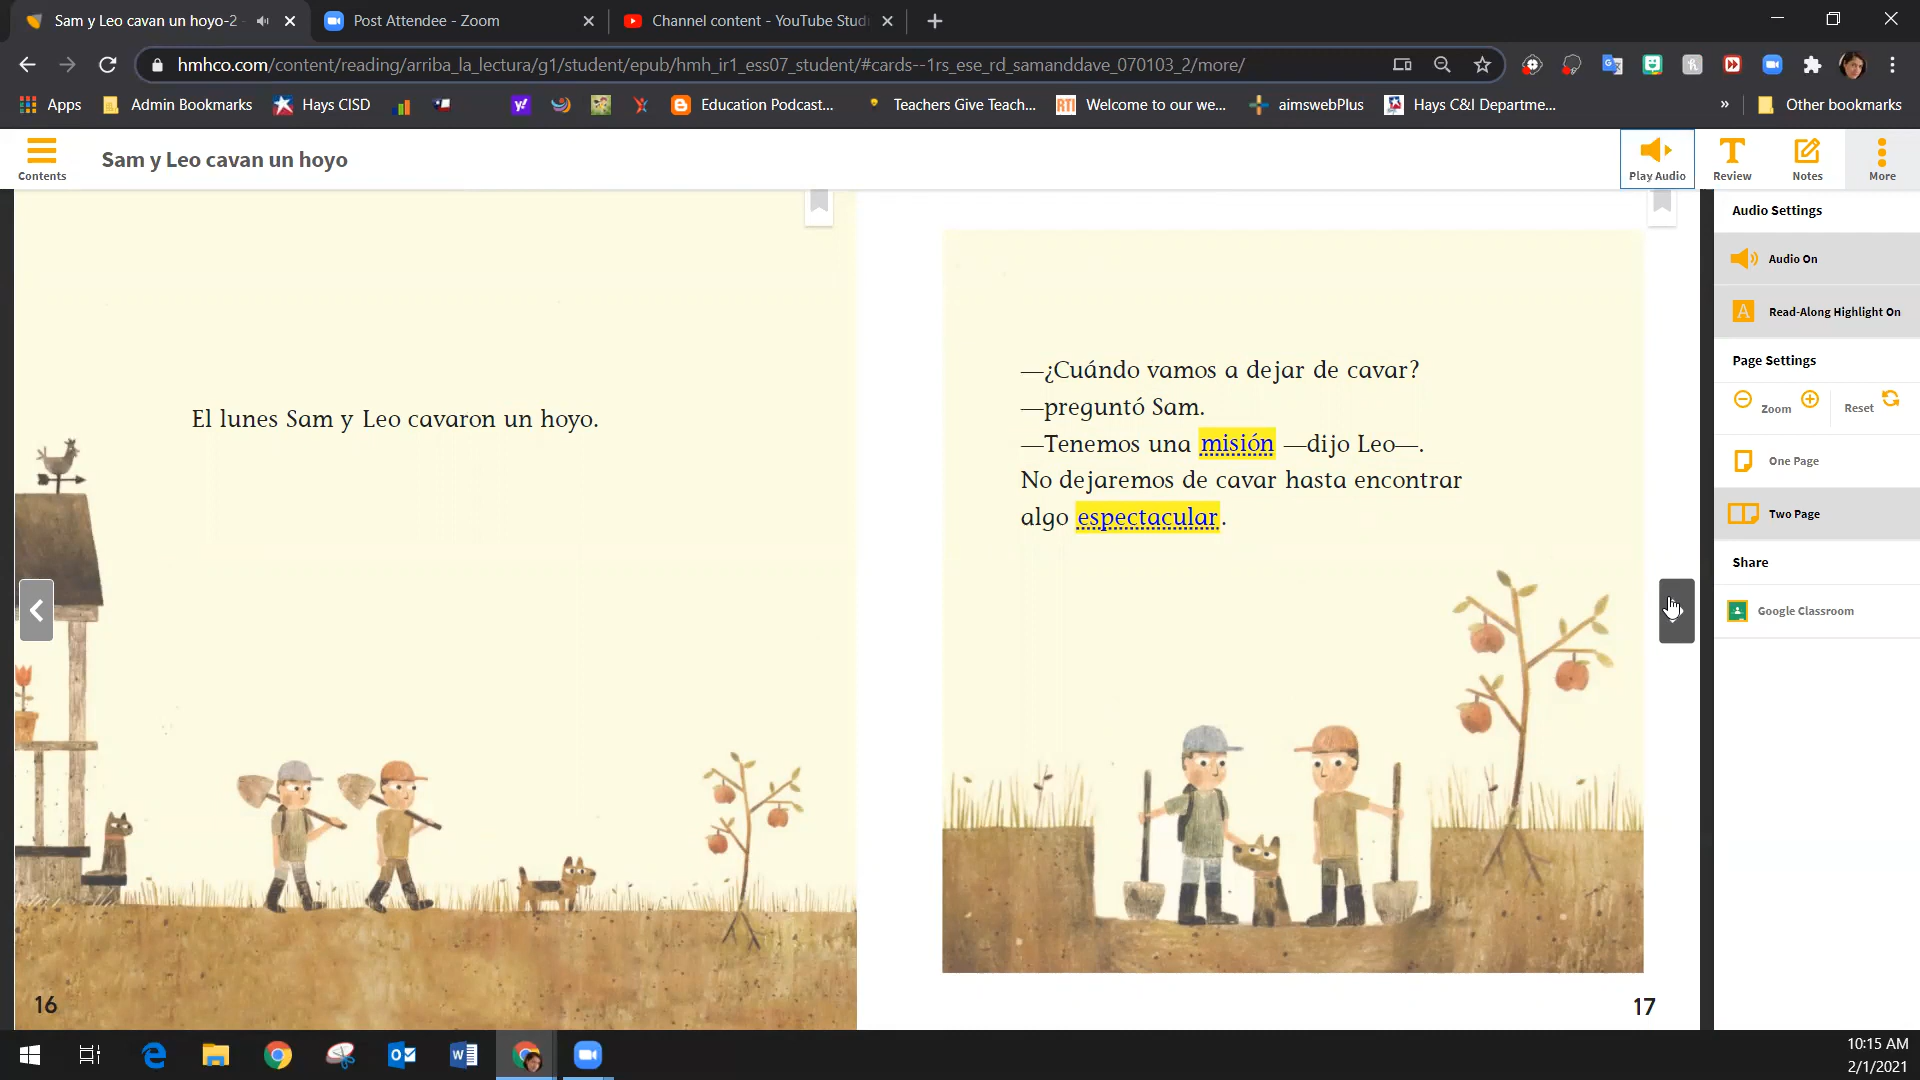 Sam y Leo cavan un hoyo-2
Post Attendee - Zoom
Channel content - YouTube Stud
hmhco.com/content/reading/arriba_la_lectura/g1/student/epub/hmh_ir1_ess07_student/#cards--1rs_ese_rd_samanddave_070103_2/more/
Apps
Admin Bookmarks
Hays CISD
Education Podcast...
Teachers Give Teach...
RTI
Welcome to our we...
aimswebPlus
Hays C&I Departme...
»
Other bookmarks
Contents
Sam y Leo cavan un hoyo
Play Audio
Review
Notes
More
El lunes Sam y Leo cavaron un hoyo.
16
—¿Cuándo vamos a dejar de cavar?
—preguntó Sam.
—Tenemos una misión —dijo Leo—.
No dejaremos de cavar hasta encontrar
algo espectacular.
17
Audio Settings
Audio On
Read-Along Highlight On
Page Settings
Zoom
Reset
One Page
Two Page
Share
Google Classroom
10:15 AM
2/1/2021